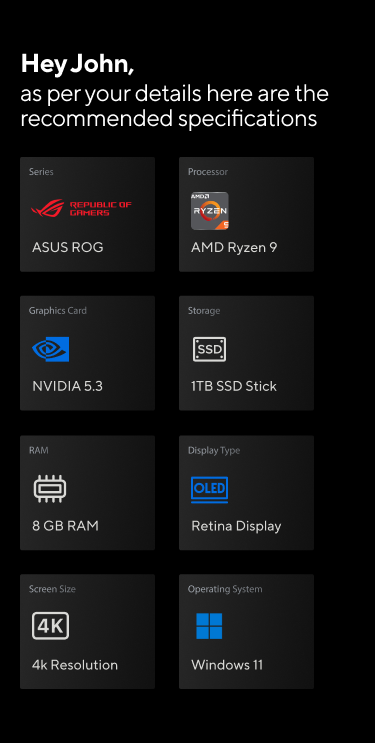 Hey John,
as per your details here are the
recommended specifications
Series
REPUBLIC OF
GAMERS
ASUS ROG
Processor
AMD
RYZEN
9
AMD Ryzen 9
Graphics Card
NVIDIA 5.3
Storage
SSD
1TB SSD Stick
RAM
8 GB RAM
Display Type
OLED
Retina Display
Screen Size
4K
4k Resolution
Operating System
Windows 11